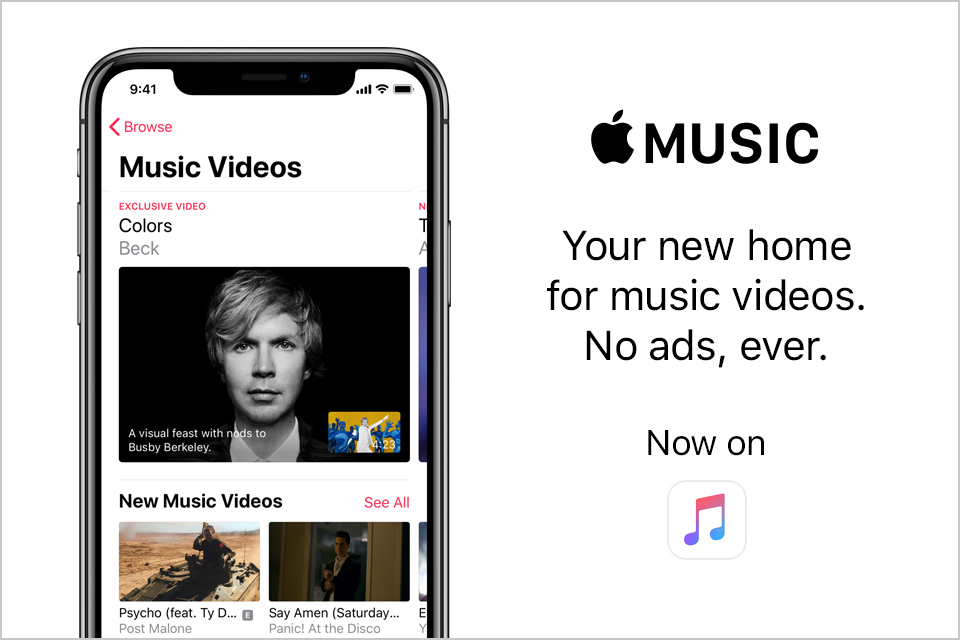 9:41
Browse
Music Videos
EXCLUSIVE VIDEO
Colors
Beck
A visual feast with nods to
Busby Berkeley.
4:23
New Music Videos
See All
Psycho (feat. Ty D... E
Post Malone
Say Amen (Saturday...
Panic! At the Disco
MUSIC
Your new home
for music videos.
No ads, ever.
Now on